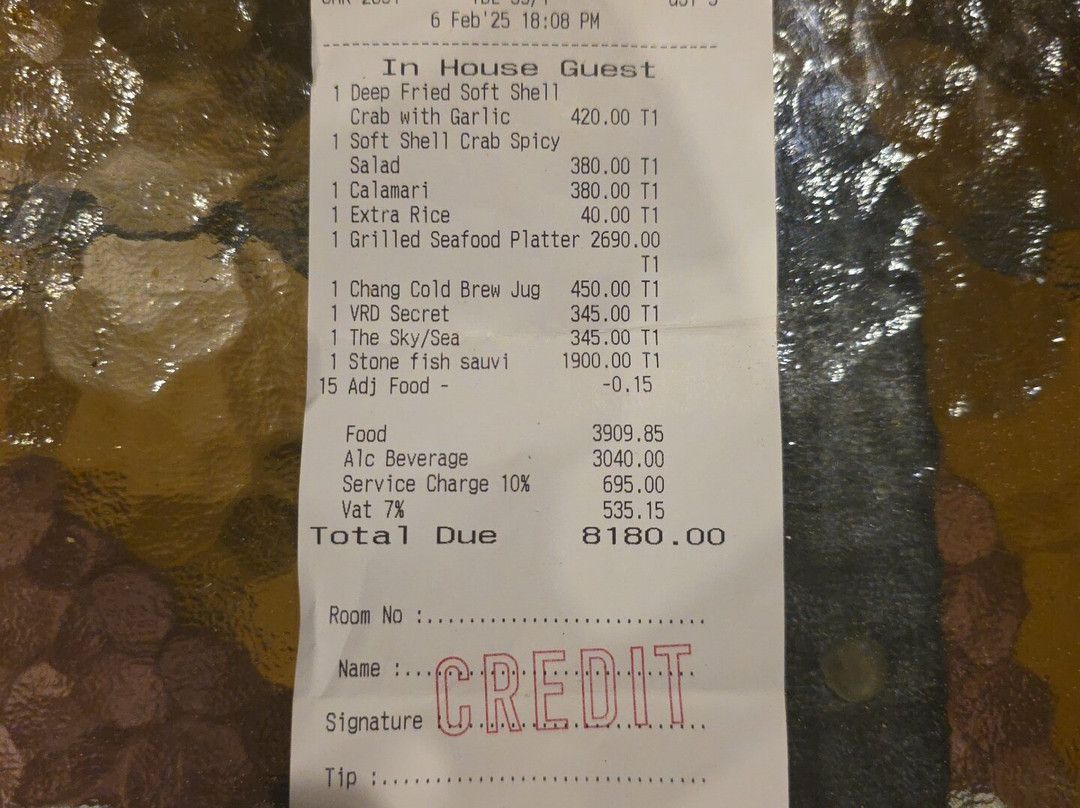 6 Feb'25 18:08 PM
In House Guest
1 Deep Fried Soft Shell
Crab with Garlic 420.00 T1
1 Soft Shell Crab Spicy
Salad 380.00 T1
1 Calamari 380.00 T1
1 Extra Rice 40.00 T1
1 Grilled Seafood Platter 2690.00
T1
1 Chang Cold Brew Jug 450.00 T1
1 VRD Secret 345.00 T1
1 The Sky/Sea 345.00 T1
1 Stone fish sauvi 1900.00 T1
15 Adj Food - -0.15
Food 3909.85
Alc Beverage 3040.00
Service Charge 10% 695.00
Vat 7% 535.15
Total Due 8180.00
Room No :............................
Name :............................
CREDIT
Signature :..........................
Tip :................................